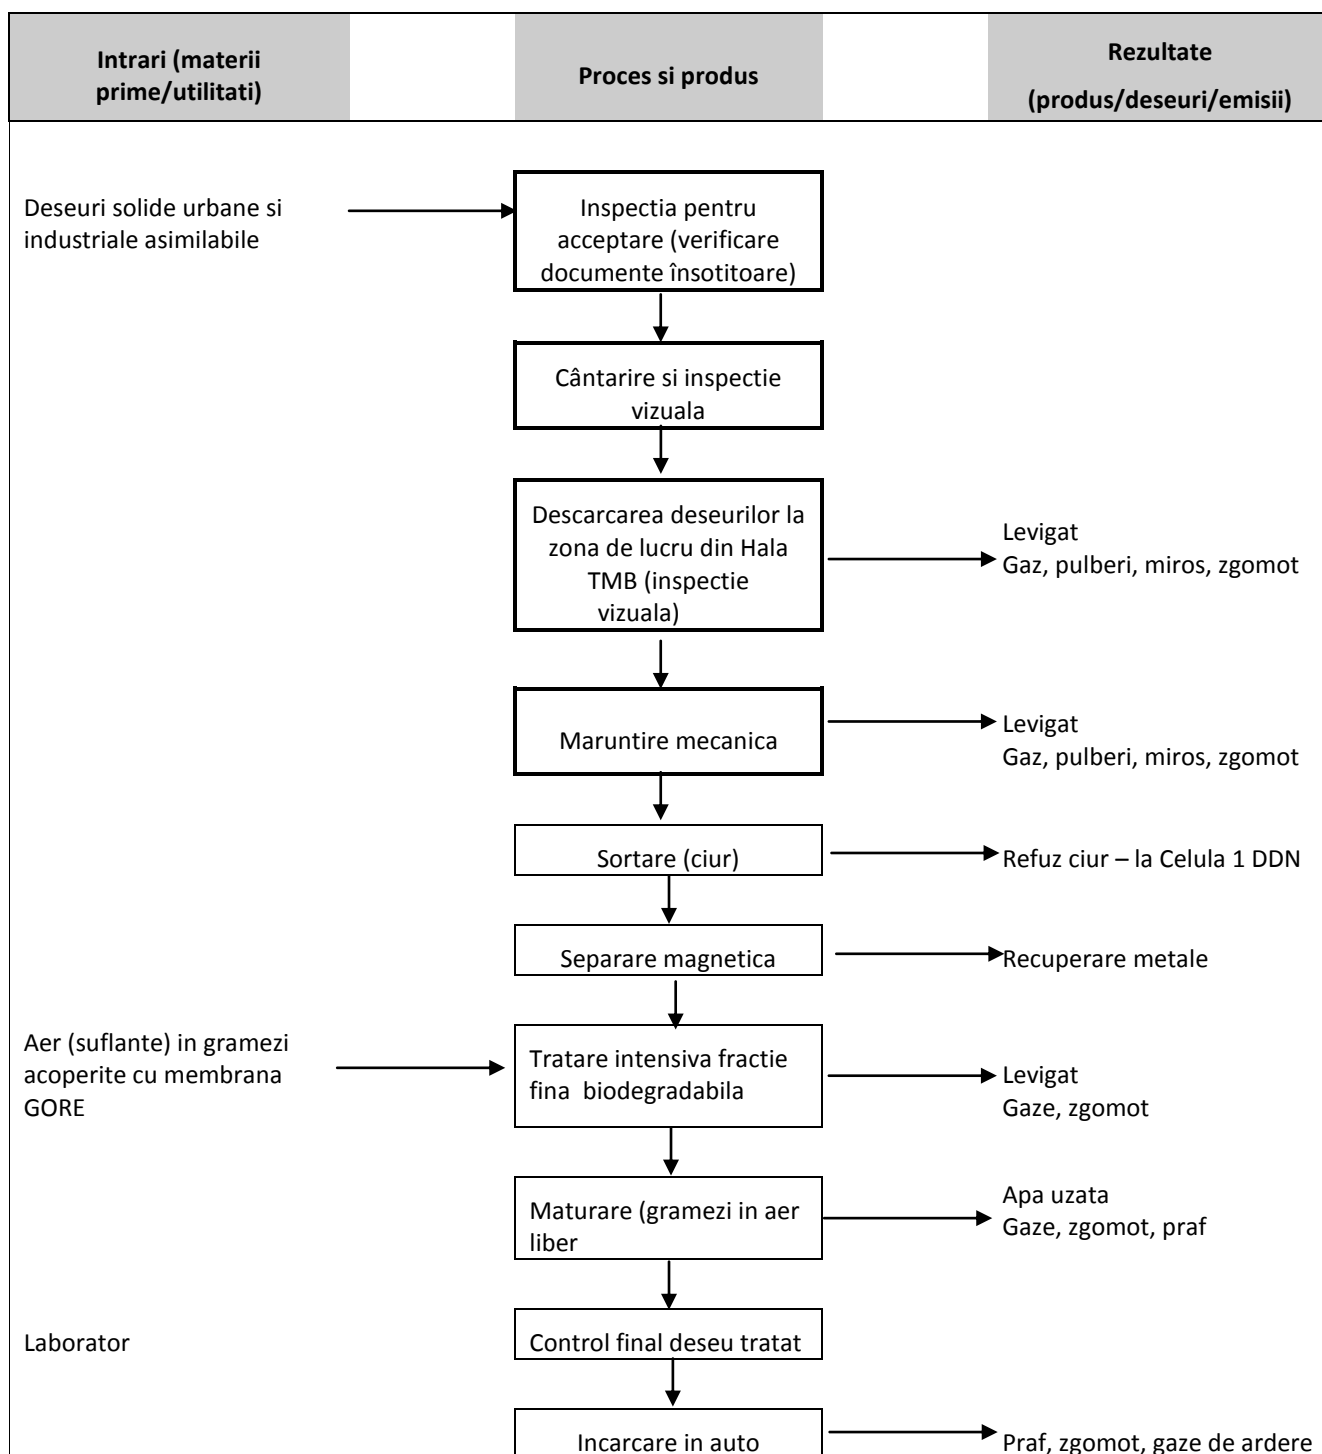 Intrari (materii
prime/utilitati)
Proces si produs
Rezultate
(produs/deseuri/emisii)
Deseuri solide urbane si
industriale asimilabile
Inspectia pentru
acceptare (verificare
documente însotitoare)
Cântarire si inspectie
vizuala
Descarcarea deseurilor la
zona de lucru din Hala
TMB (inspectie
vizuala)
Levigat
Gaz, pulberi, miros, zgomot
Maruntire mecanica
Levigat
Gaz, pulberi, miros, zgomot
Sortare (ciur)
Refuz ciur – la Celula 1 DDN
Separare magnetica
Recuperare metale
Aer (suflante) in gramezi
acoperite cu membrana
GORE
Tratare intensiva fractie
fina  biodegradabila
Levigat
Gaze, zgomot
Maturare (gramezi in aer
liber
Apa uzata
Gaze, zgomot, praf
Laborator
Control final deseu tratat
Incarcare in auto
Praf, zgomot, gaze de ardere